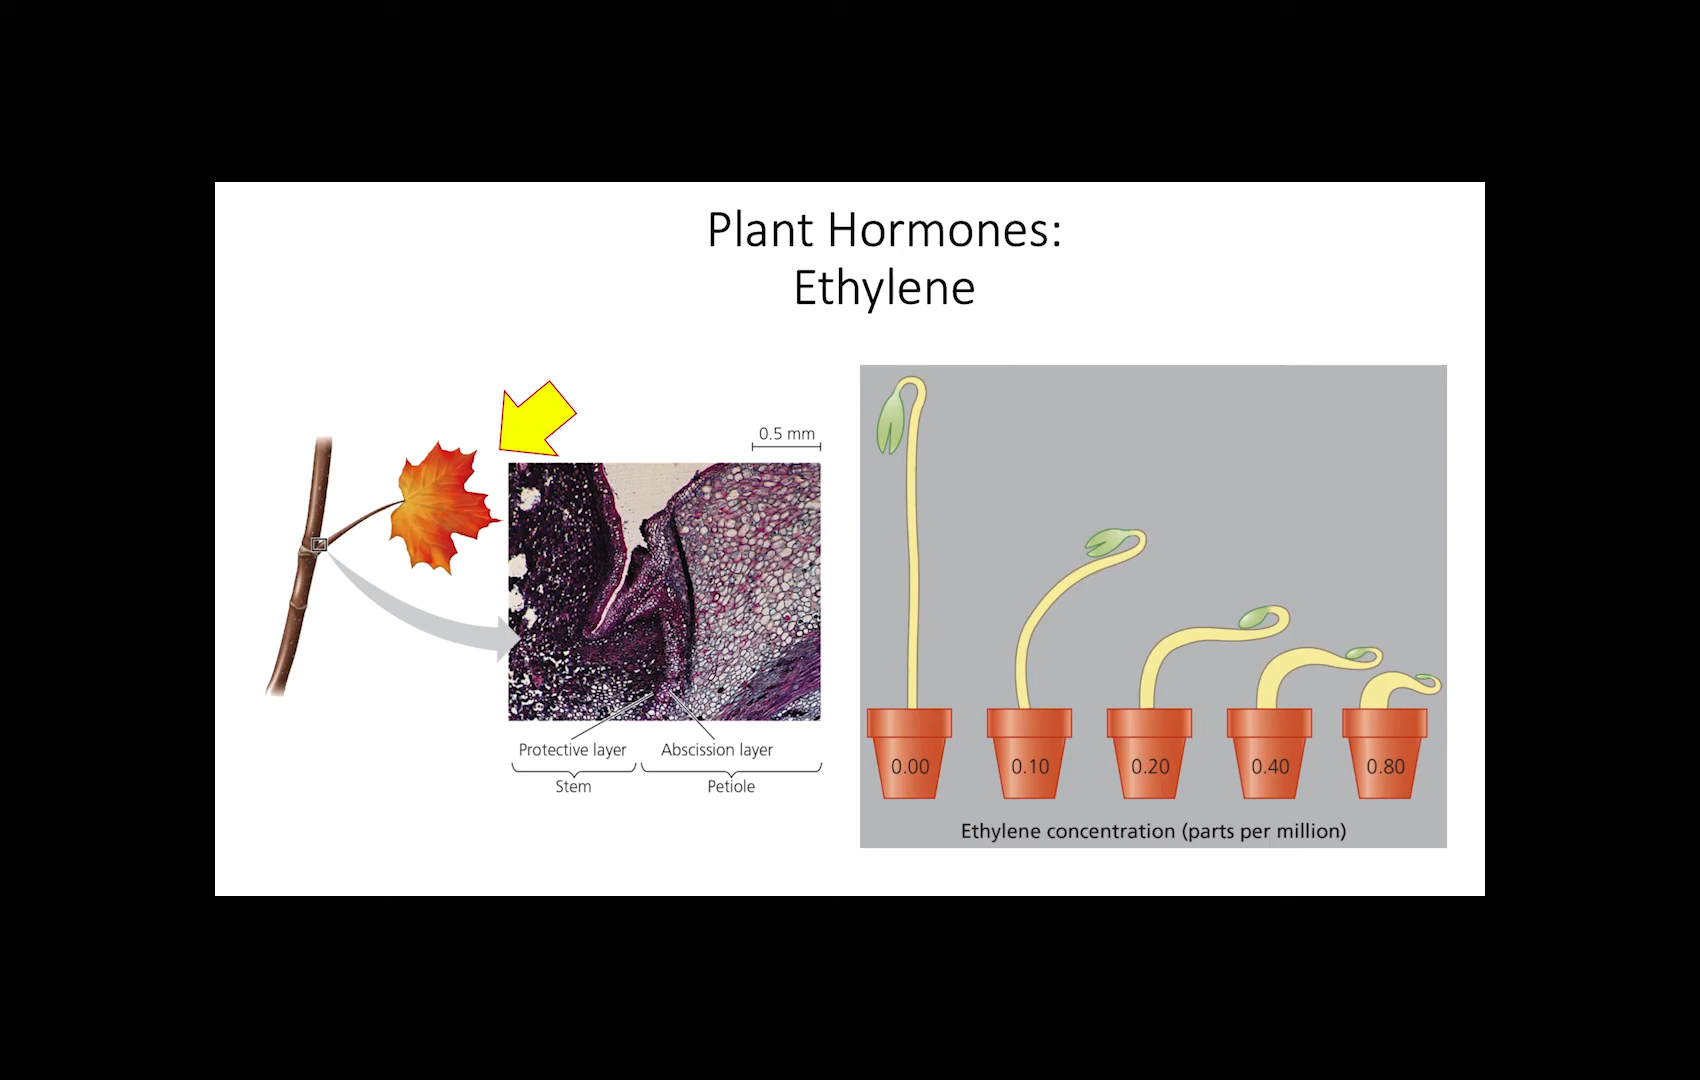 Plant Hormones:
Ethylene
0.5 mm
Protective layer
Abscission layer
Stem
Petiole
0.00
0.10
0.20
0.40
0.80
Ethylene concentration (parts per million)